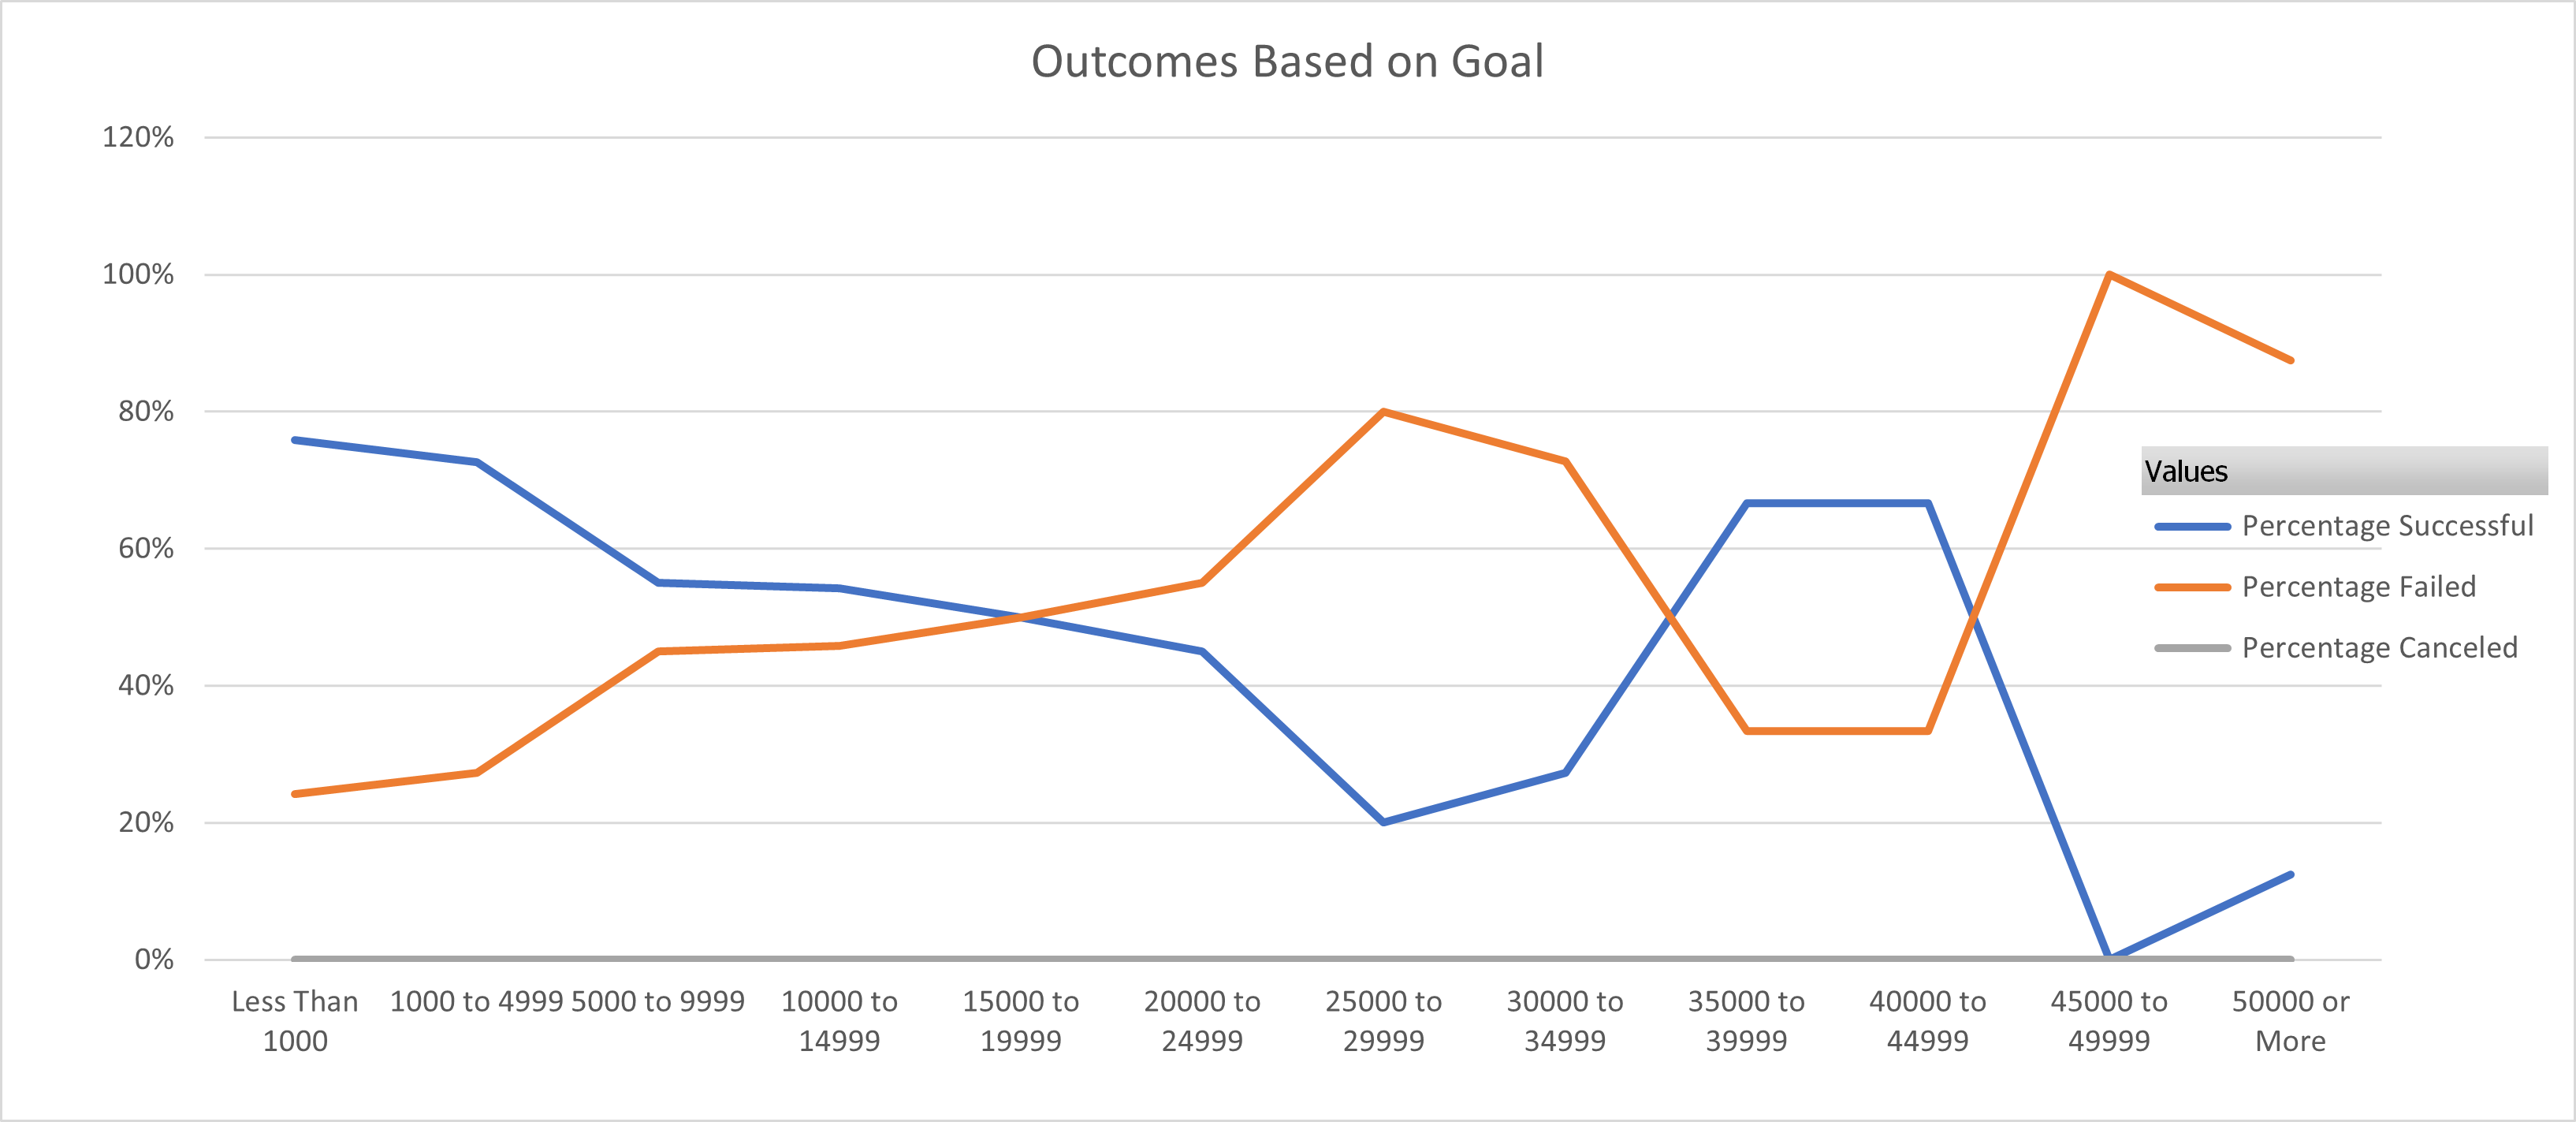 Outcomes Based on Goal
120%
100%
80%
60%
40%
20%
0%
Less Than
1000
1000 to 4999
5000 to 9999
10000 to
14999
15000 to
19999
20000 to
24999
25000 to
29999
30000 to
34999
35000 to
39999
40000 to
44999
45000 to
49999
50000 or
More
Values
Percentage Successful
Percentage Failed
Percentage Canceled